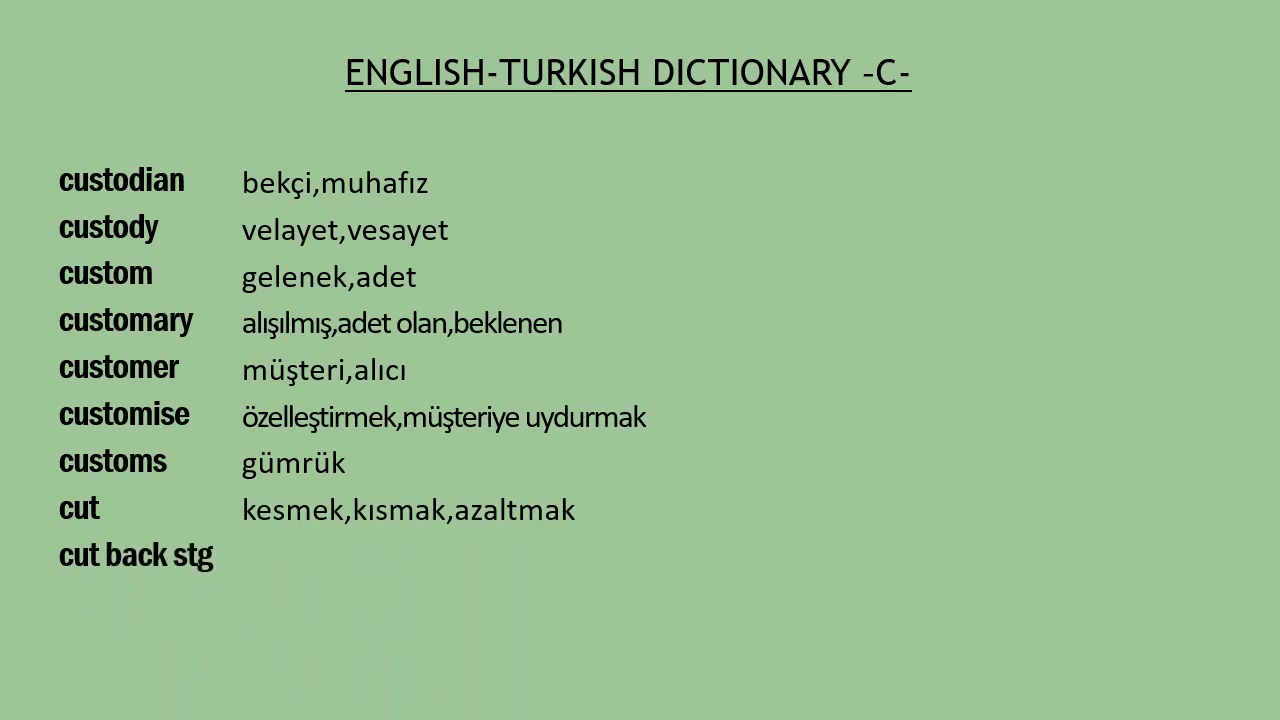 ENGLISH-TURKISH DICTIONARY –C-
custodian bekçi,muhafız
custody velayet,vesayet
custom gelenek,adet
customary alışılmış,adet olan,beklenen
customer müşteri,alıcı
customise özelleştirmek,müşteriye uydurmak
customs gümrük
cut kesmek,kısmak,azaltmak
cut back stg